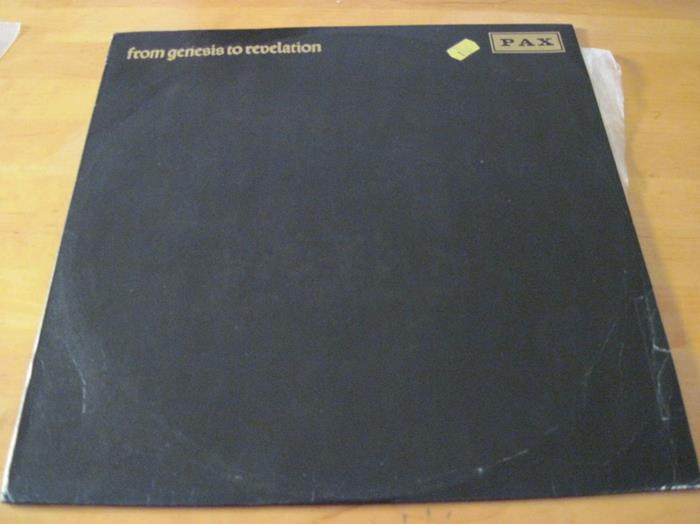 from genesis to revelation
PAX